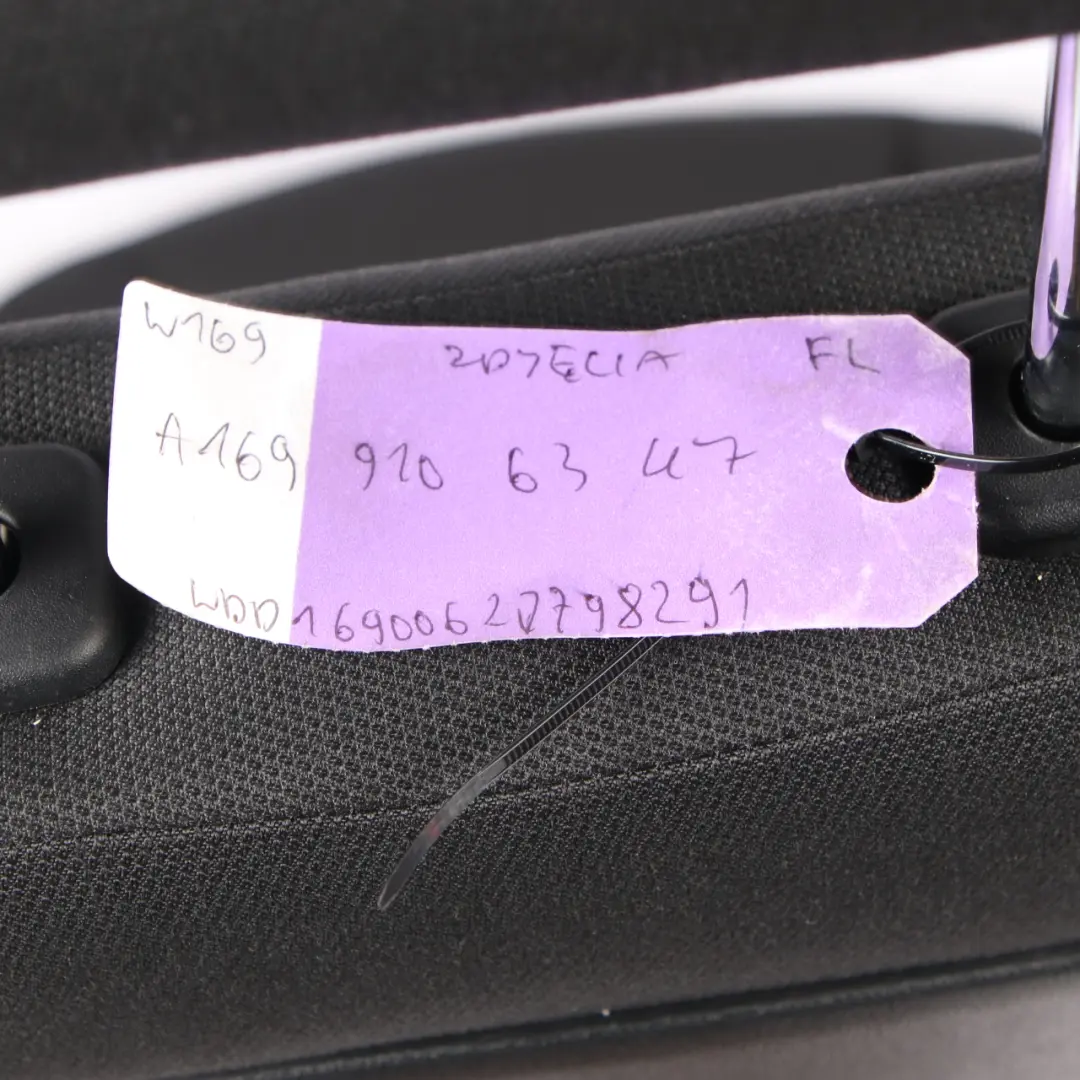 W169 ZDJĘCIA FL
A169 910 63 47
WDD1690062J798291